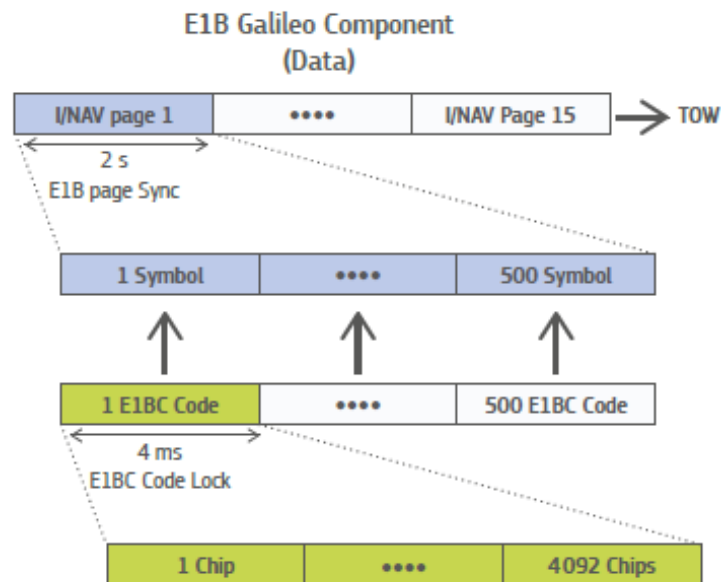 E1B Galileo Component
(Data)
I/NAV page 1 •••• I/NAV Page 15 TOW
2 s
E1B page Sync
1 Symbol •••• 500 Symbol
1 E1BC Code •••• 500 E1BC Code
4 ms
E1BC Code Lock
1 Chip •••• 4092 Chips